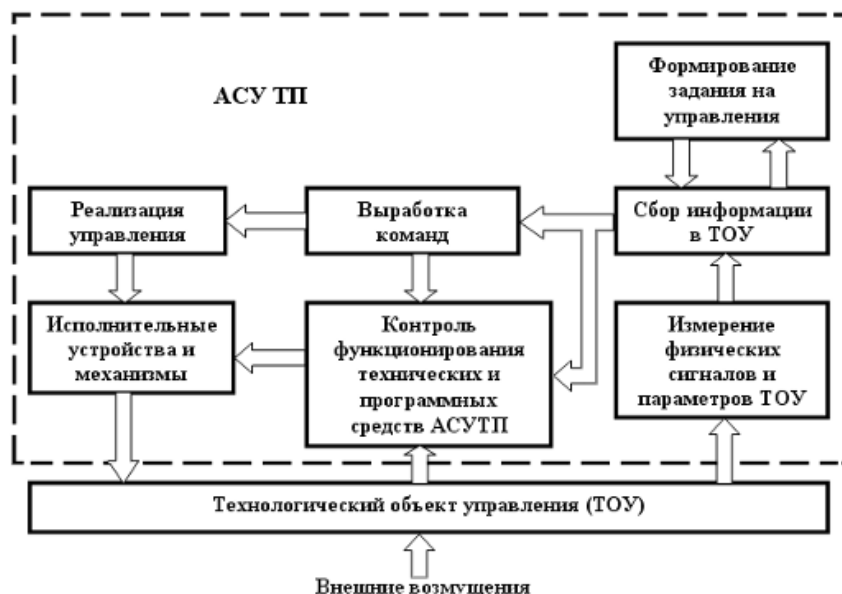 АСУ ТП
Формирование
задания на
управления
Реализация
управления
Выработка
команд
Сбор информации
в ТОУ
Исполнительные
устройства и
механизмы
Контроль
функционирования
технических и
программных
средств АСУТП
Измерение
физических
сигналов и
параметров ТОУ
Технологический объект управления (ТОУ)
Внешние возмущения